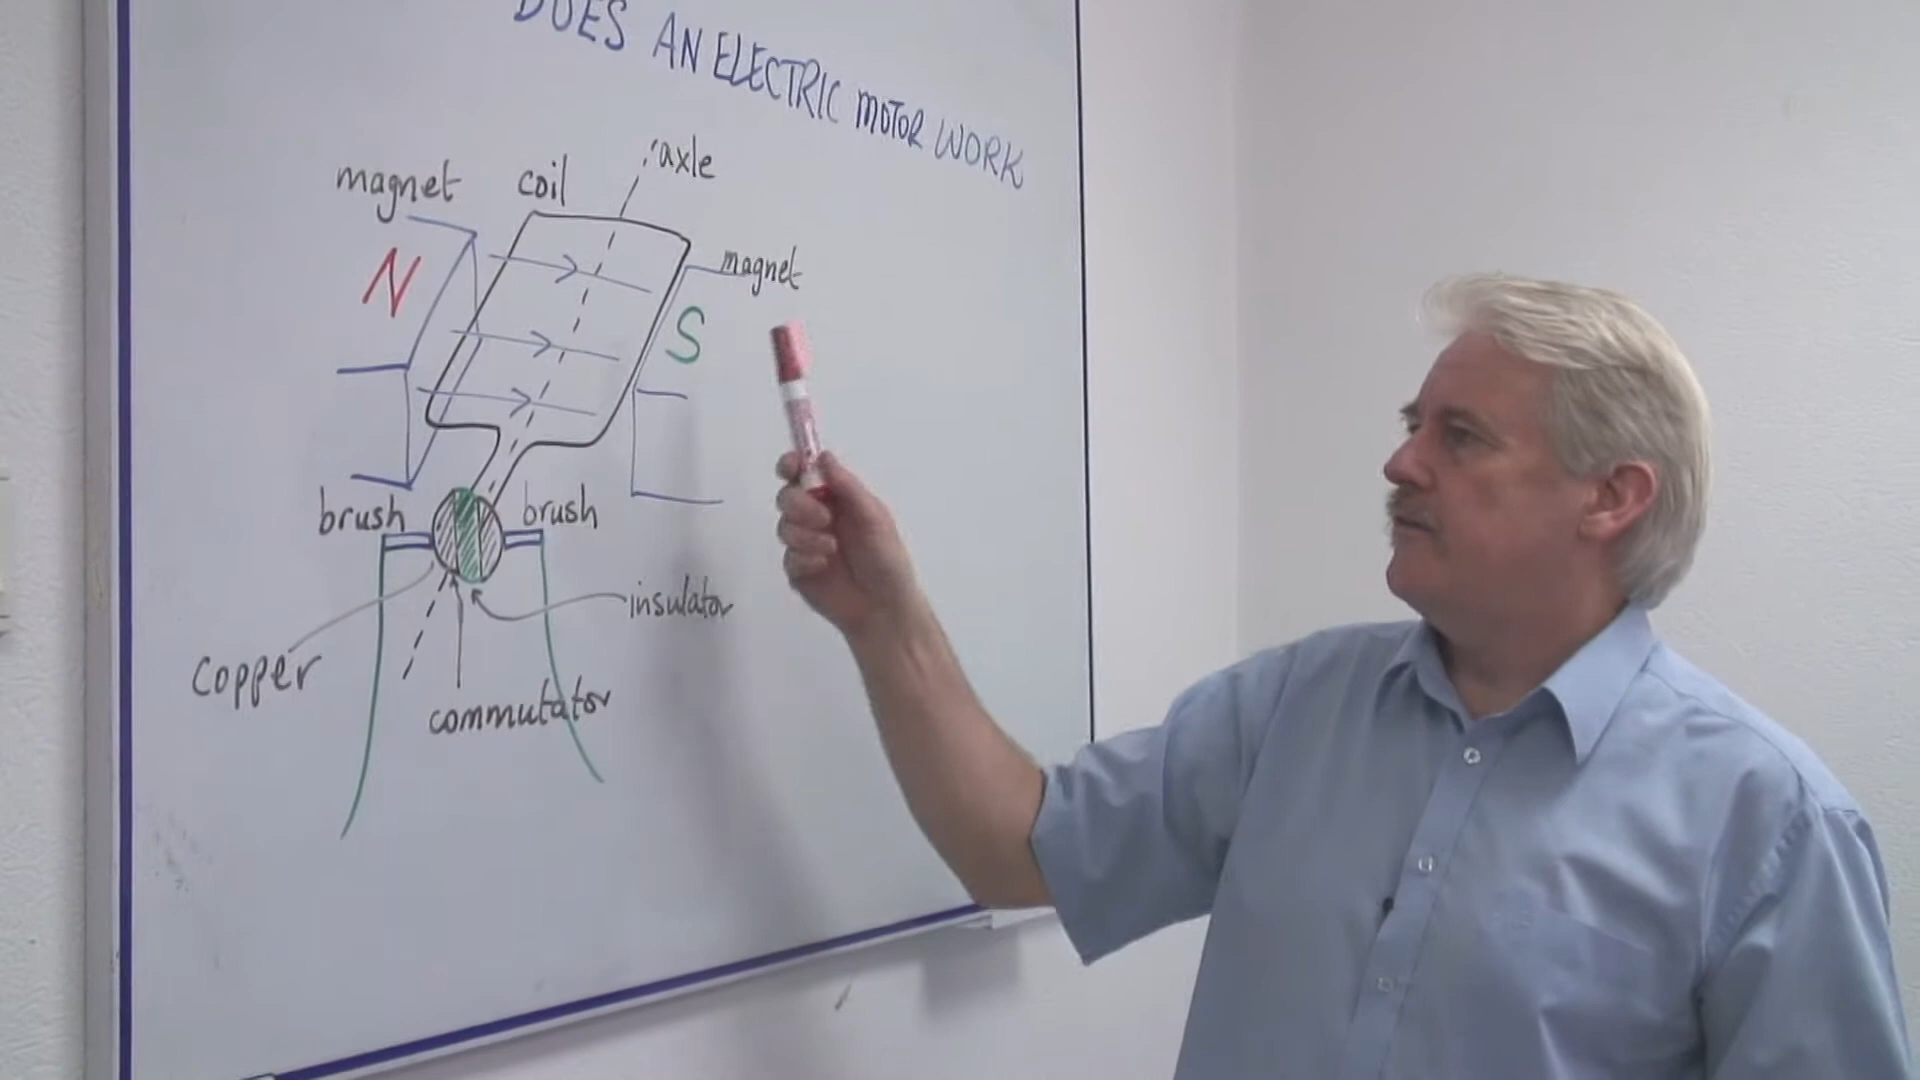 DOES AN ELECTRIC MOTOR WORK
axle
magnet
coil
magnet
N
S
brush
brush
insulator
copper
commutator